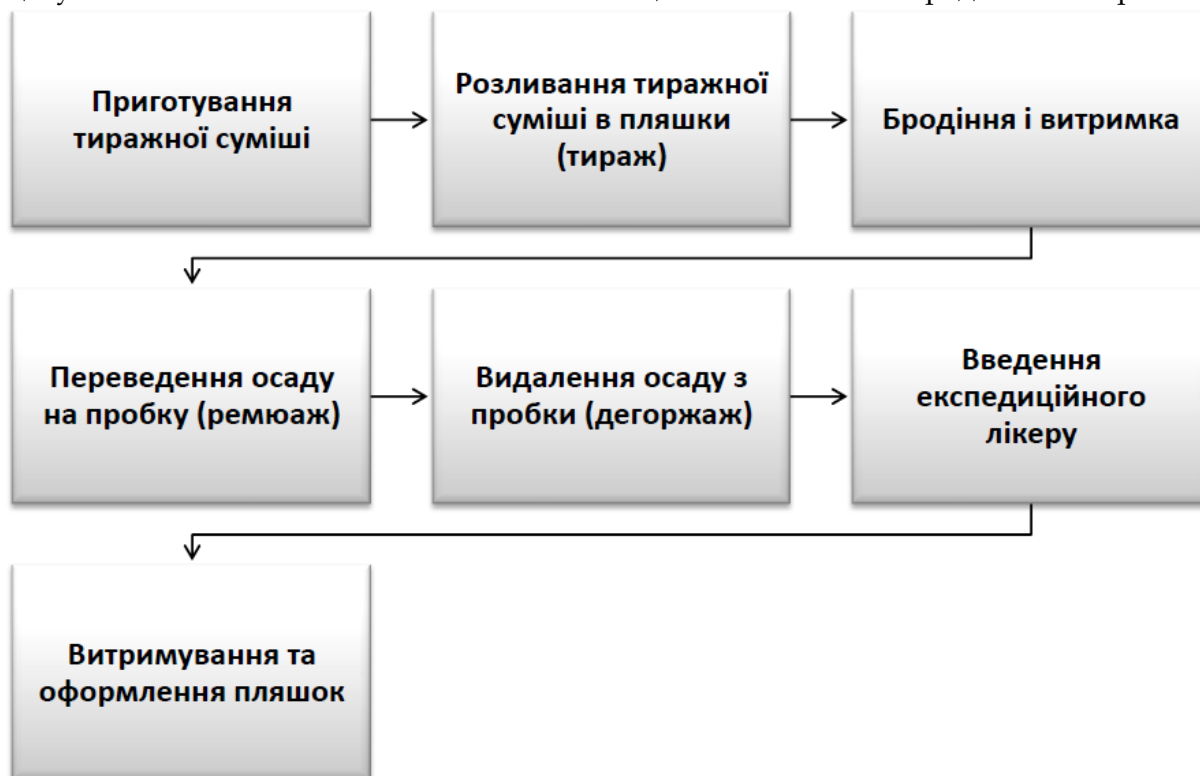 Приготування
тиражної суміші
Розливання тиражної
суміші в пляшки
(тираж)
Бродіння і витримка
Переведення осаду
на пробку (ремюаж)
Видалення осаду з
пробки (дегоржаж)
Введення
експедиційного
лікеру
Витримування та
оформлення пляшок